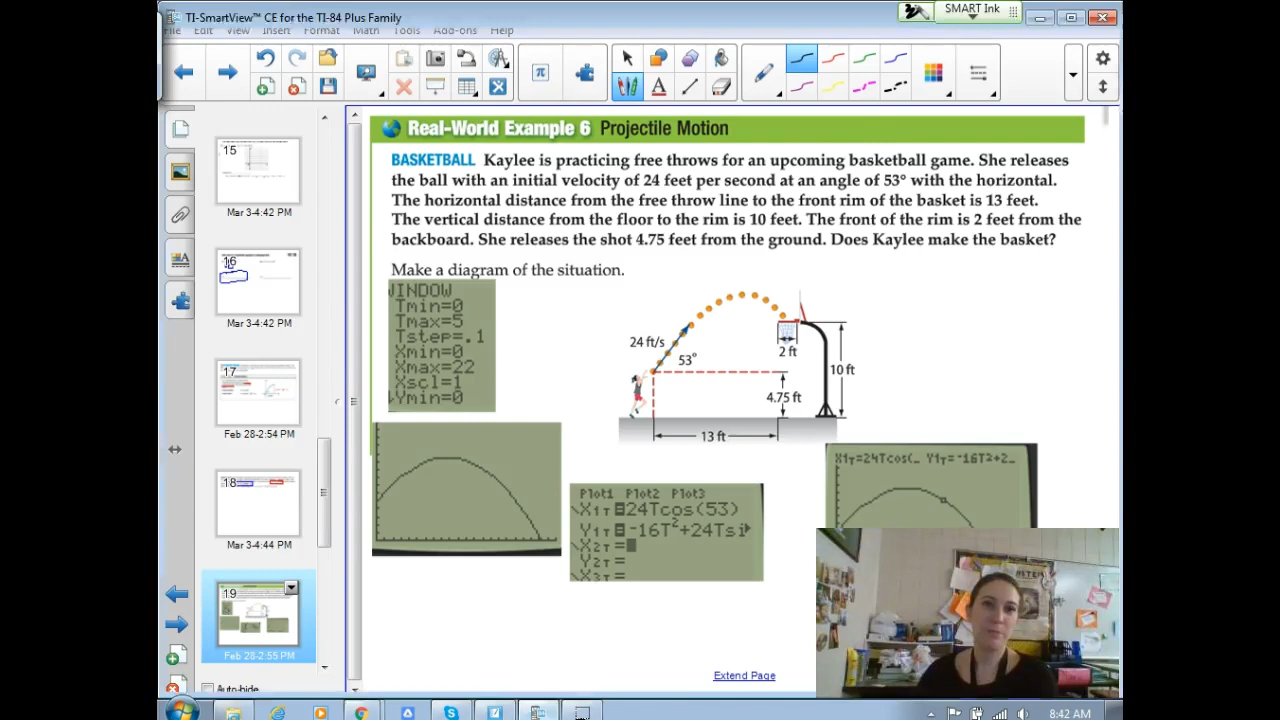 TI-SmartView™ CE for the TI-84 Plus Family
SMART Ink
File Edit View Insert Format Math Tools Add-ons Help
15
Mar 3-4:42 PM
16
Mar 3-4:42 PM
17
Feb 28-2:54 PM
18
Mar 3-4:44 PM
19
Feb 28-2:55 PM
Auto-hide
Real-World Example 6 Projectile Motion
BASKETBALL Kaylee is practicing free throws for an upcoming basketball game. She releases
the ball with an initial velocity of 24 feet per second at an angle of 53° with the horizontal.
The horizontal distance from the free throw line to the front rim of the basket is 13 feet.
The vertical distance from the floor to the rim is 10 feet. The front of the rim is 2 feet from the
backboard. She releases the shot 4.75 feet from the ground. Does Kaylee make the basket?
Make a diagram of the situation.
WINDOW
Tmin=0
Tmax=5
Tstep=.1
Xmin=0
Xmax=22
Xscl=1
↓Ymin=0
24 ft/s
53°
2 ft
10 ft
4.75 ft
13 ft
Plot1 Plot2 Plot3
\X1T=24Tcos(53)
Y1T=-16T²+24Tsi
\X2T=
Y2T=
\X3T=
X1T=24Tcos(_ Y1T=-16T²+2_
Extend Page
8:42 AM